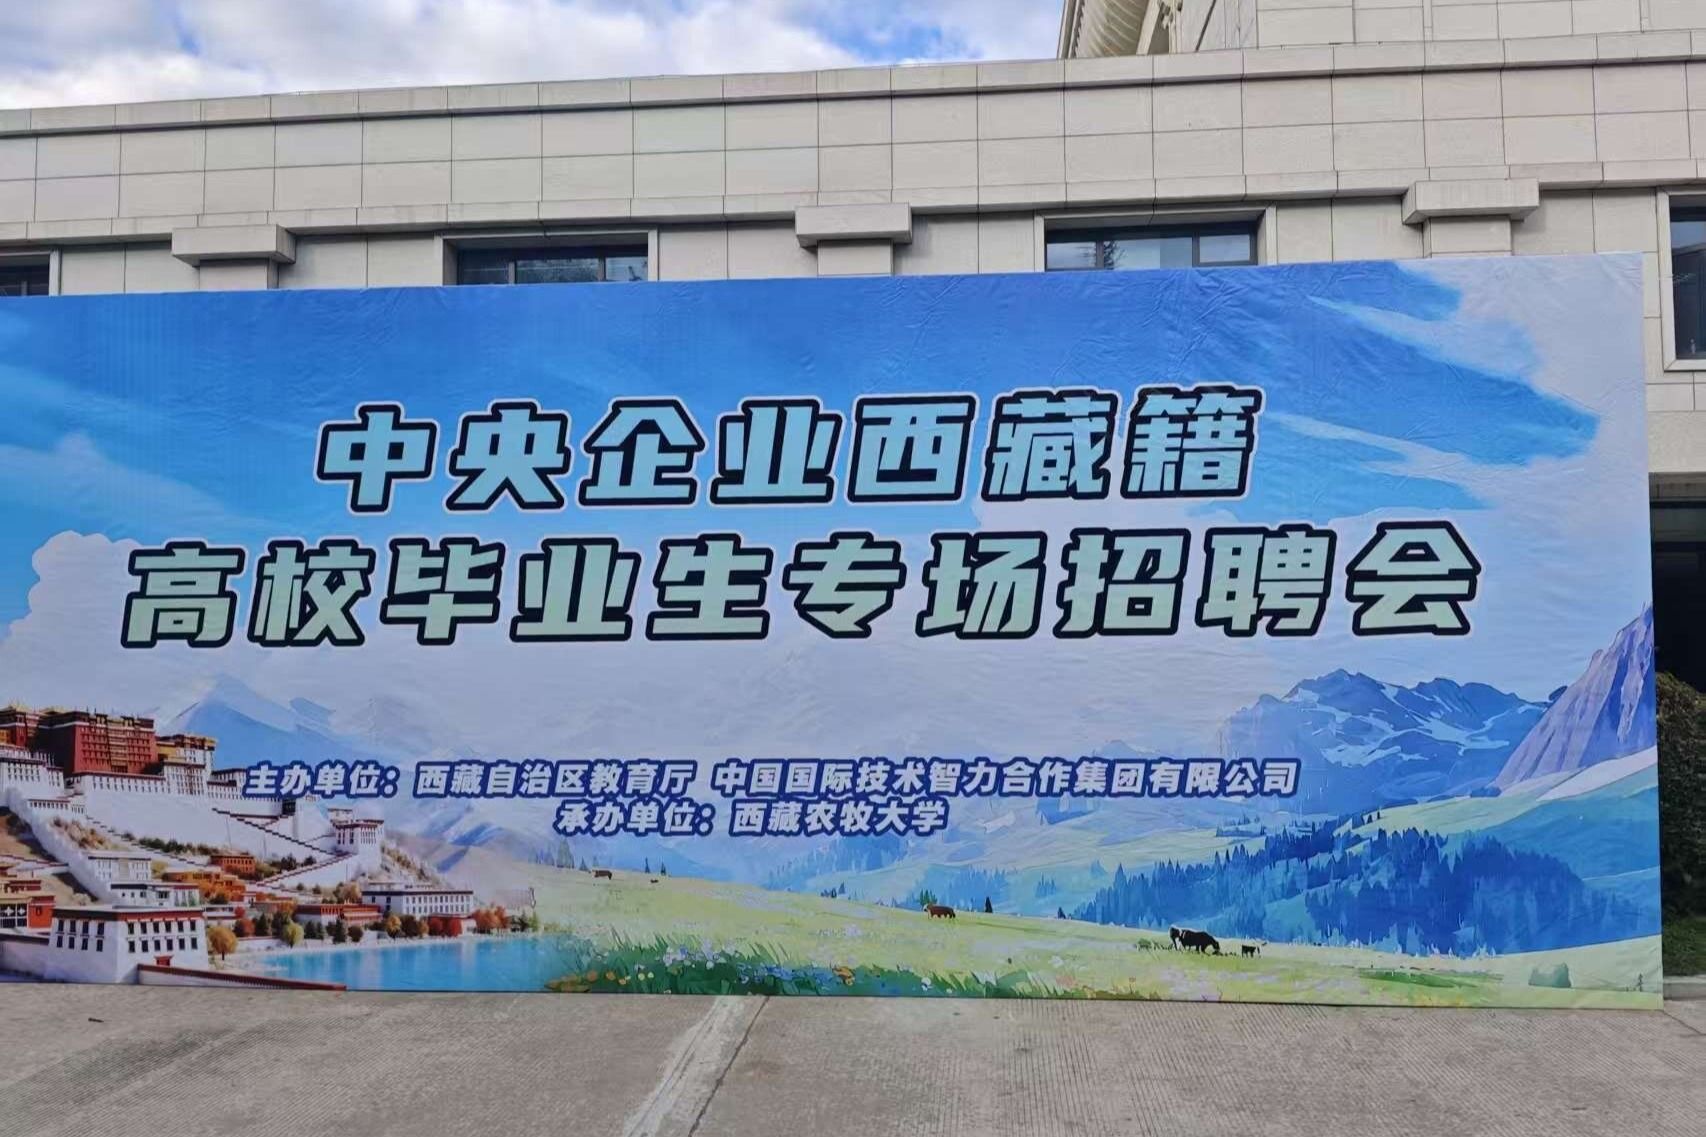 中央企业西藏籍
高校毕业生专场招聘会
主办单位：西藏自治区教育厅 中国国际技术智力合作集团有限公司
承办单位：西藏农牧大学